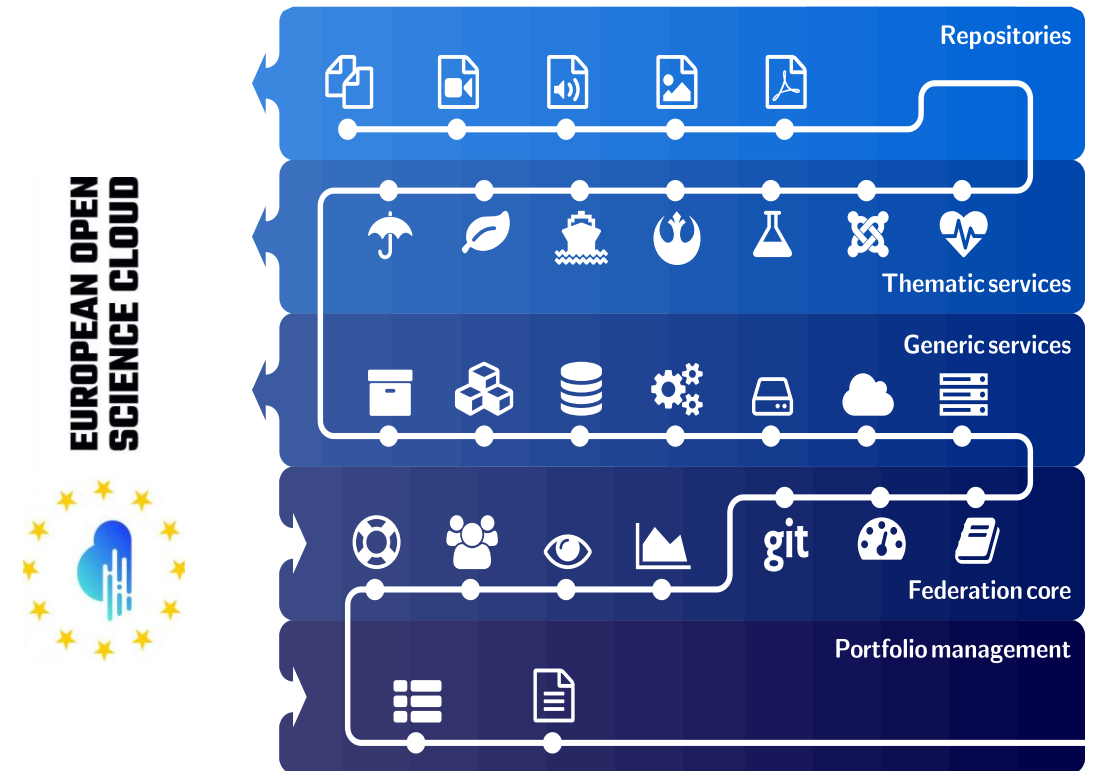 EUROPEAN OPEN
SCIENCE CLOUD
Repositories
Thematic services
Generic services
git
Federation core
Portfolio management